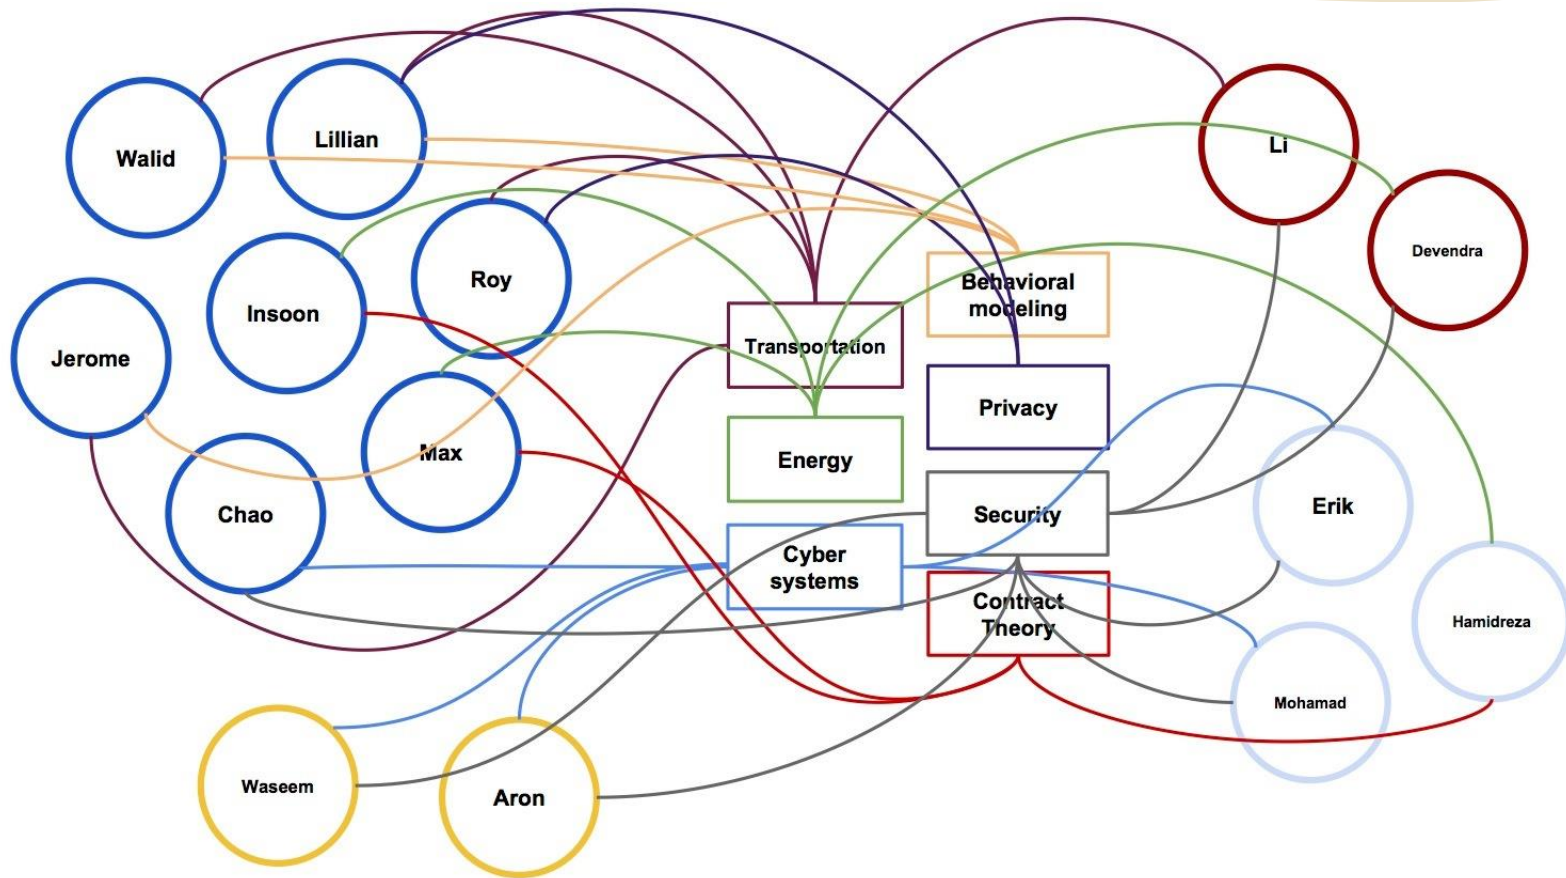 Walid
Lillian
Li
Devendra
Insoon
Roy
Behavioral
modeling
Jerome
Transportation
Privacy
Max
Energy
Chao
Security
Erik
Cyber
systems
Contract
Theory
Hamidreza
Mohamad
Waseem
Aron